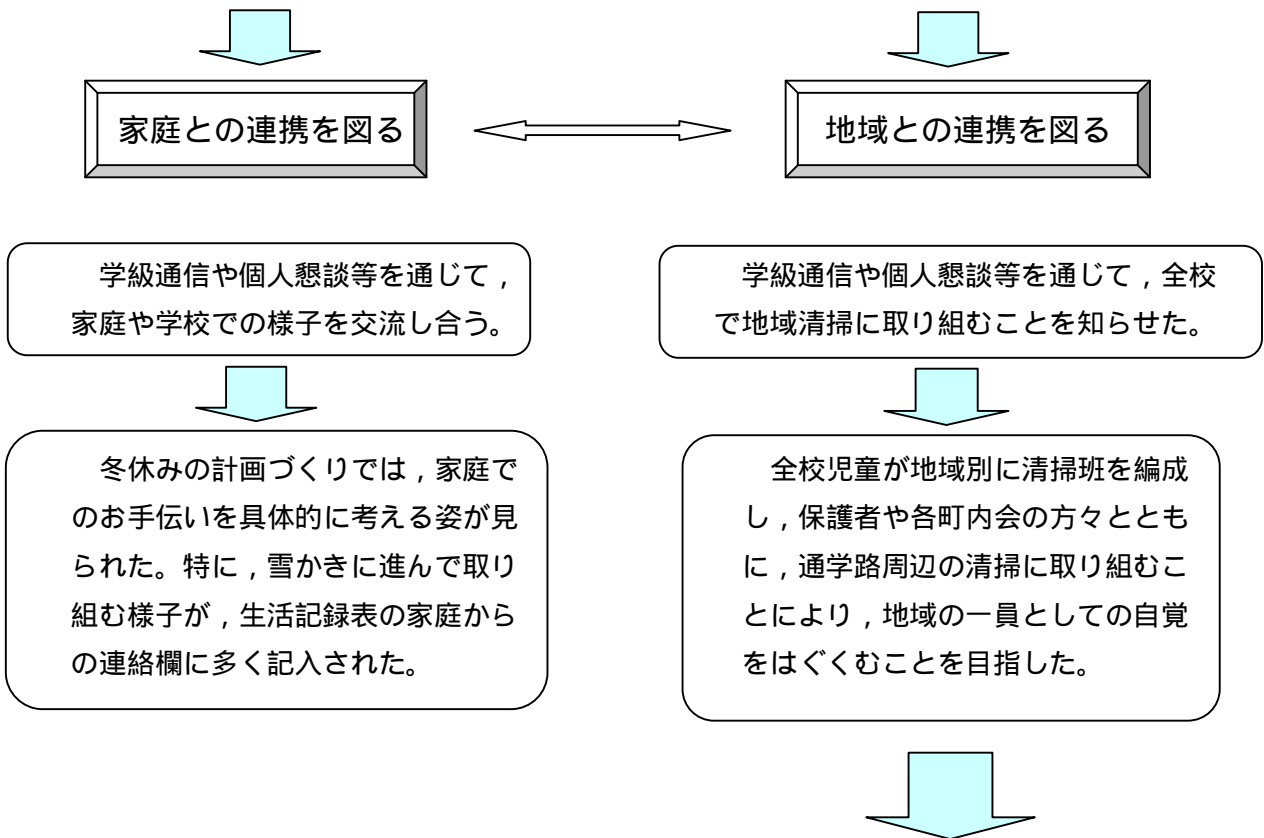 家庭との連携を図る
地域との連携を図る
学級通信や個人懇談等を通じて，
家庭や学校での様子を交流し合う。
学級通信や個人懇談等を通じて，全校
で地域清掃に取り組むことを知らせた。
冬休みの計画づくりでは，家庭で
のお手伝いを具体的に考える姿が見
られた。特に，雪かきに進んで取り
組む様子が，生活記録表の家庭から
の連絡欄に多く記入された。
全校児童が地域別に清掃班を編成
し，保護者や各町内会の方々ととも
に，通学路周辺の清掃に取り組むこ
とにより，地域の一員としての自覚
をはぐくむことを目指した。